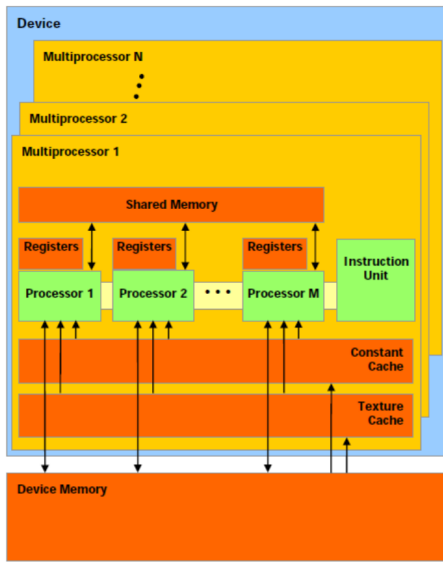 Device
Multiprocessor N
Multiprocessor 2
Multiprocessor 1
Shared Memory
Registers Registers Registers
Instruction
Unit
Processor 1 Processor 2 • • • Processor M
Constant
Cache
Texture
Cache
Device Memory